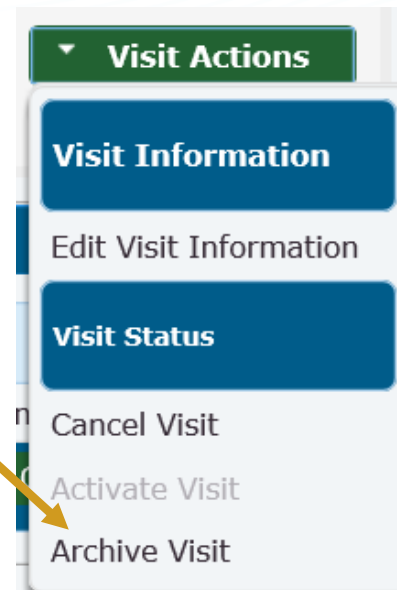 Visit Actions
Visit Information
Edit Visit Information
Visit Status
Cancel Visit
Activate Visit
Archive Visit